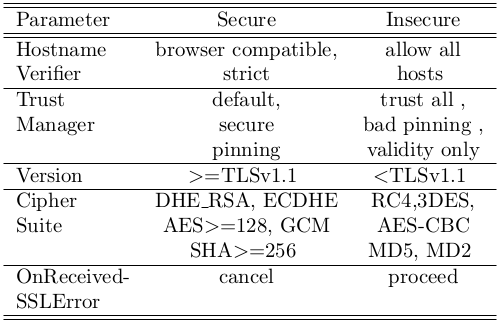 Parameter Secure Insecure
Hostname browser compatible, allow all
Verifier strict hosts
Trust default, trust all ,
Manager secure bad pinning ,
pinning validity only
Version >=TLSv1.1 <TLSv1.1
Cipher DHE_RSA, ECDHE RC4,3DES,
Suite AES>=128, GCM AES-CBC
SHA>=256 MD5, MD2
OnReceived- cancel proceed
SSLError